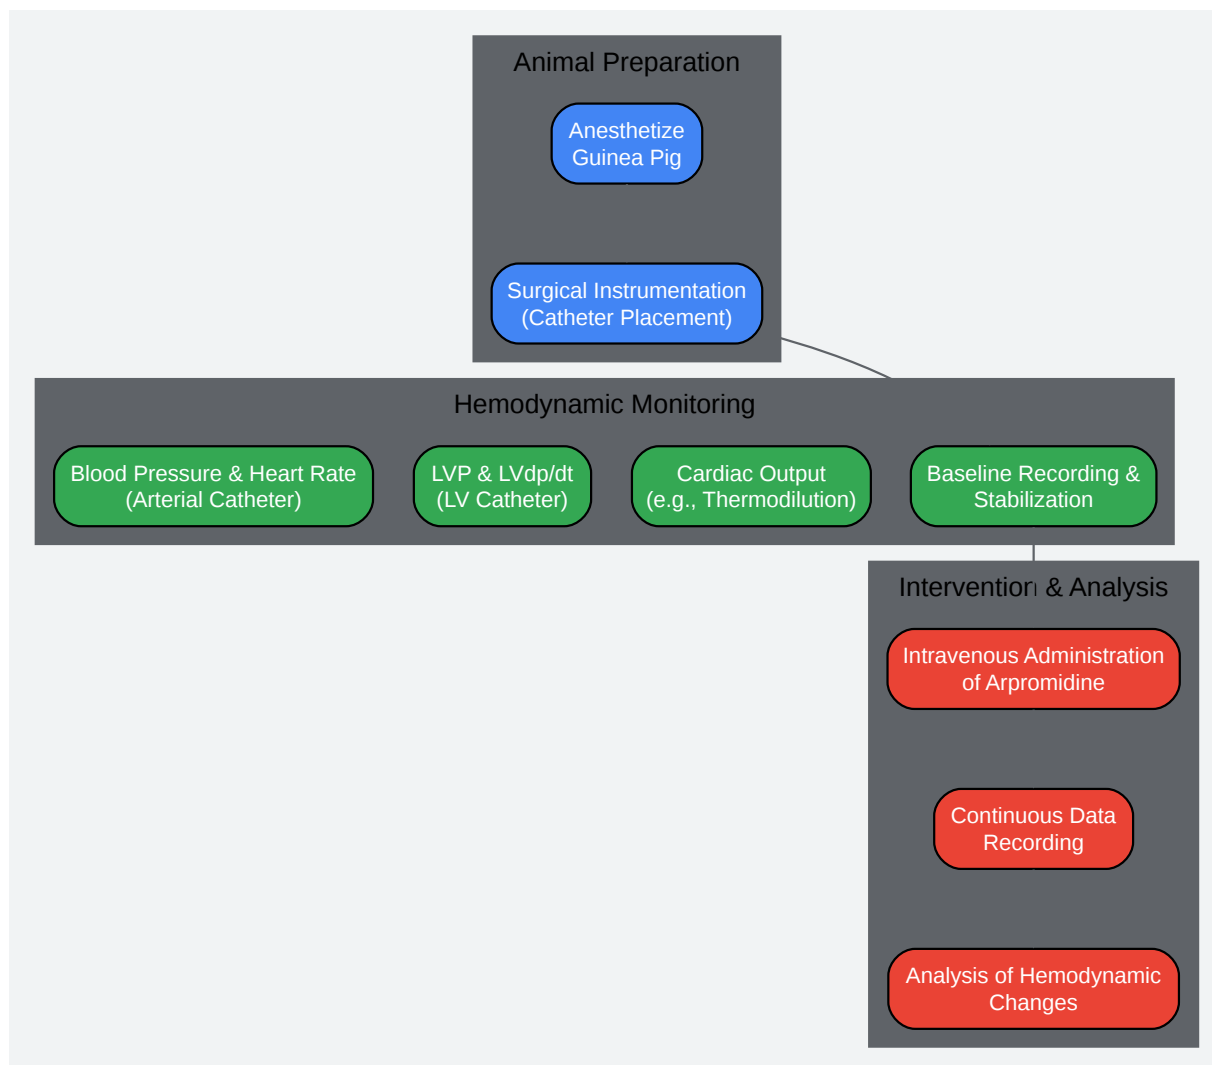 Animal Preparation
Anesthetize
Guinea Pig
Surgical Instrumentation
(Catheter Placement)
Hemodynamic Monitoring
Blood Pressure & Heart Rate
(Arterial Catheter)
LVP & LVdp/dt
(LV Catheter)
Cardiac Output
(e.g., Thermodilution)
Baseline Recording &
Stabilization
Intervention & Analysis
Intravenous Administration
of Arpromidine
Continuous Data
Recording
Analysis of Hemodynamic
Changes